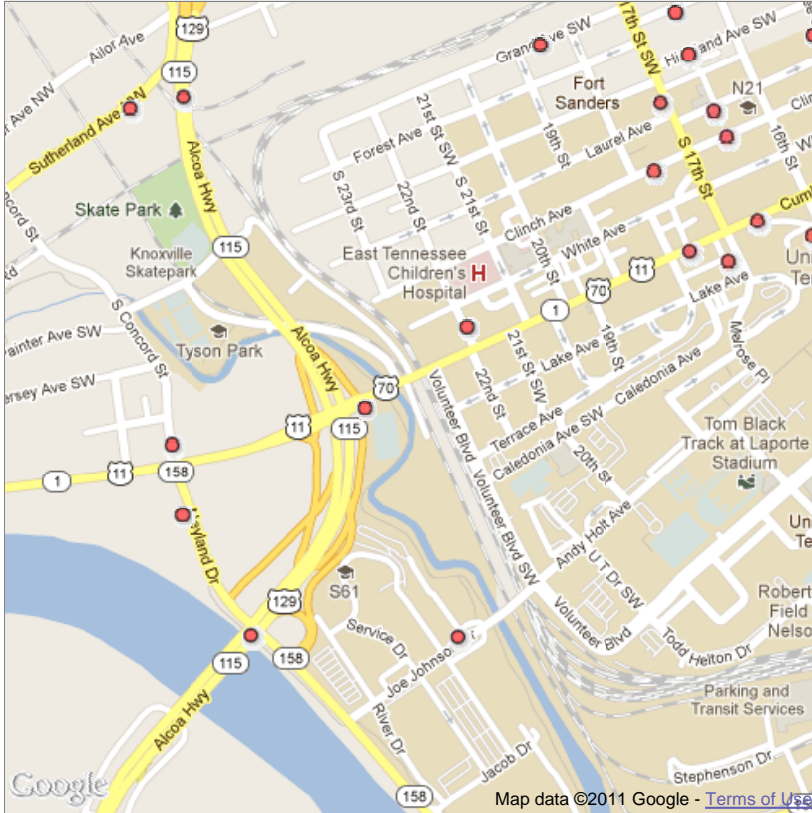 129
Ailor Ave
Grand Ave SW
17th St SW
Highland Ave SW
115
Fort
Sanders
N21
Sutherland Ave NW
21st St SW
19th St
Laurel Ave
Forest Ave
Alcoa Hwy
S 17th St
16th St
S 23rd St
22nd St
S 21st St
Skate Park
Clinch Ave
Knoxville
Skatepark
115
East Tennessee
Children's
Hospital
H
20th St
White Ave
11
70
1
S Concord St
Lake Ave
Tyson Park
Alcoa Hwy
19th St
Lake Ave
21st St SW
Melrose Pl
Caledonia Ave
70
Volunteer Blvd
22nd St
11
115
Terrace Ave
Caledonia Ave SW
Tom Black
Track at Laporte
Stadium
20th St
158
11
1
Volunteer Blvd SW
Andy Holt Ave
S61
U T Dr SW
129
Volunteer Blvd
Service Dr
158
115
Todd Helton Dr
Joe Johnson Dr
Alcoa Hwy
River Dr
Parking and
Transit Services
Jacob Dr
Stephenson Dr
158
Google
Map data ©2011 Google - Terms of Use